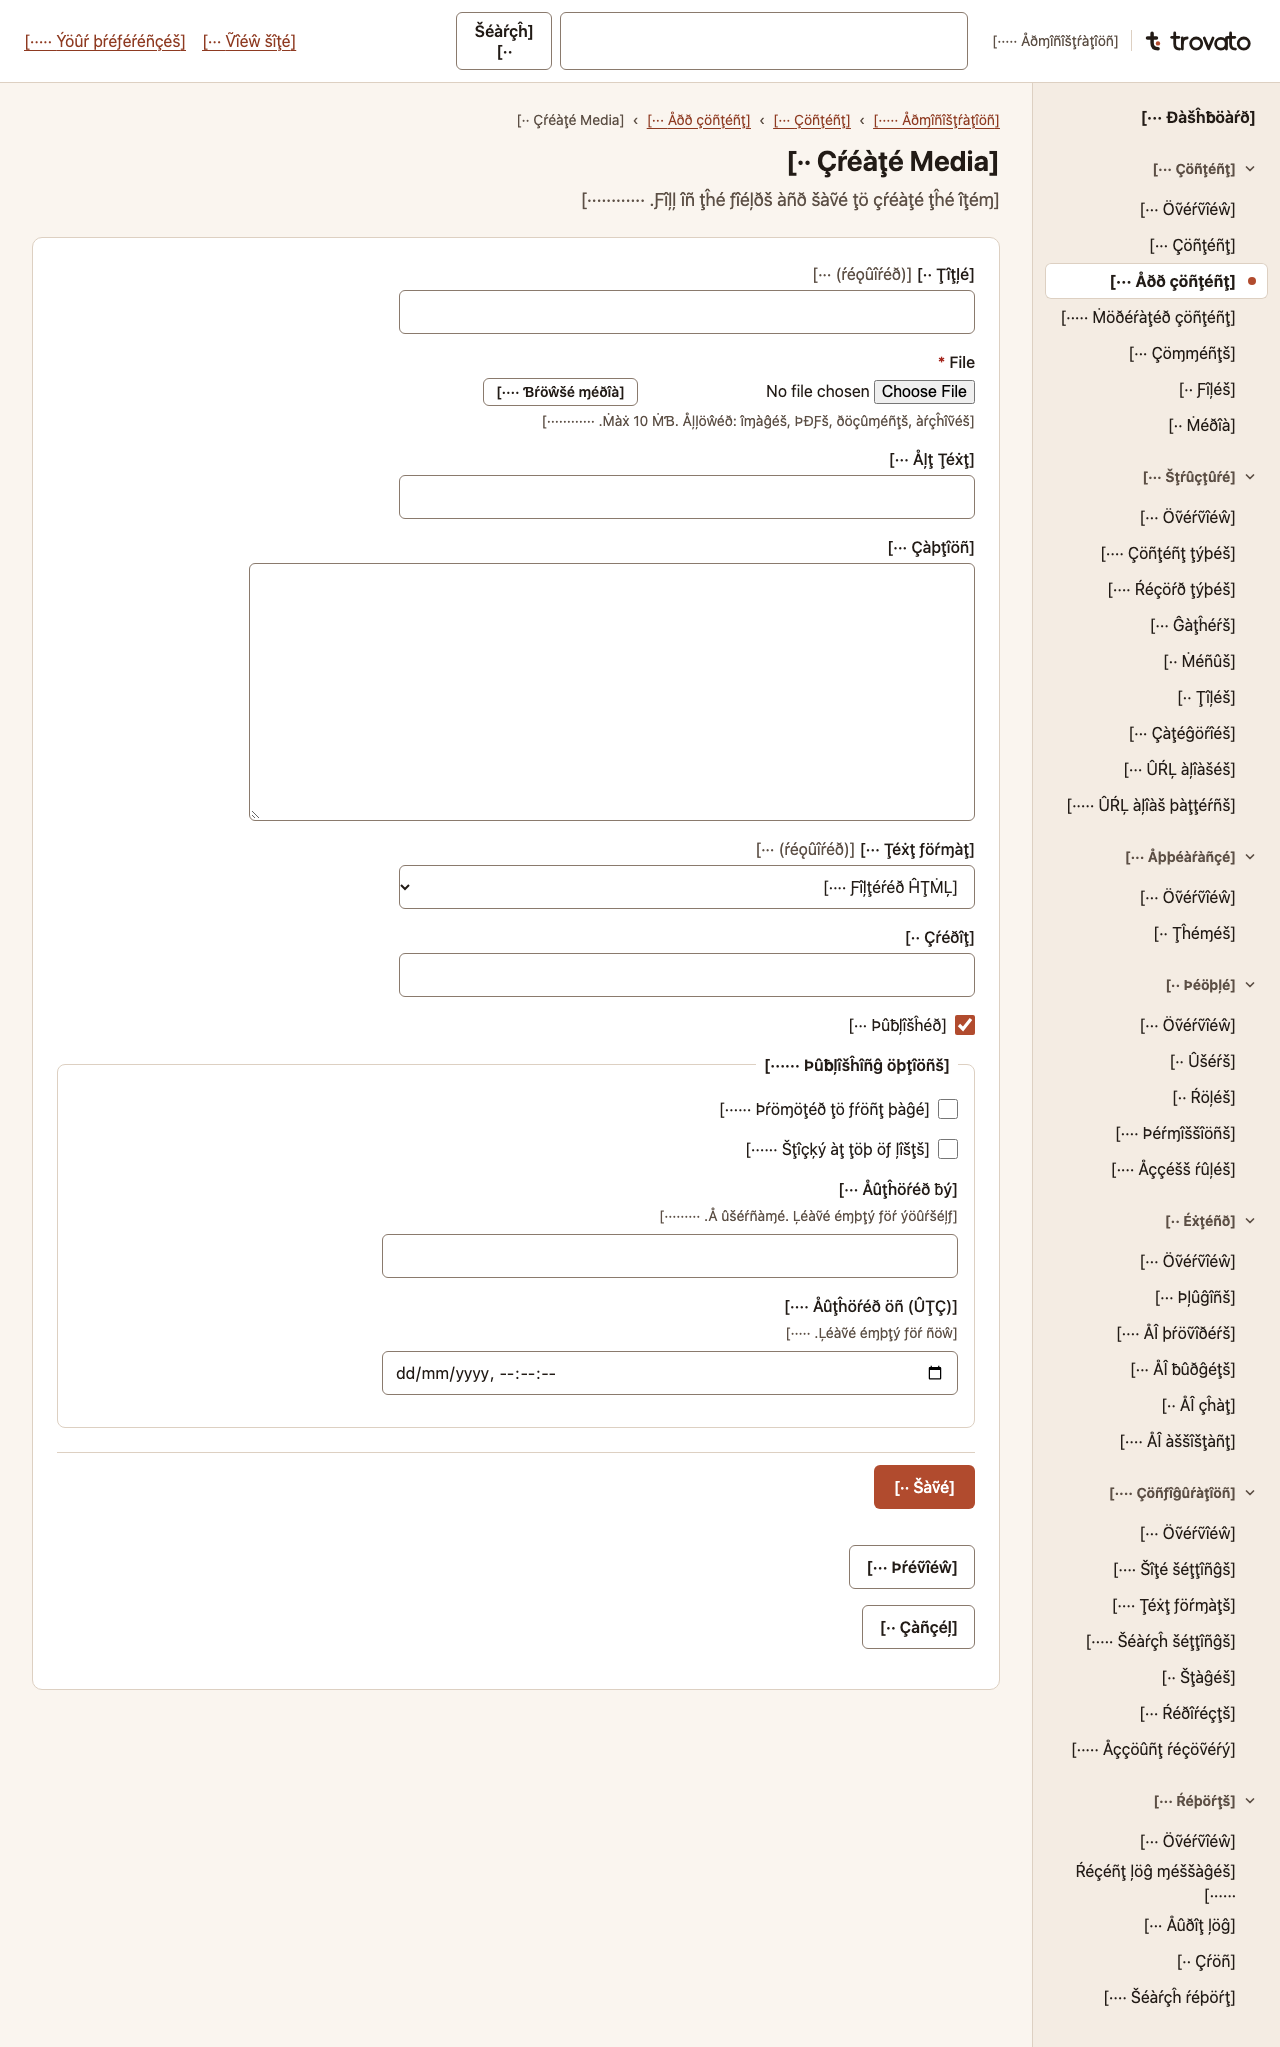 trovato
[····· Åðɱîñîšţŕàţîöñ]
Šéàŕçĥ]
[··
[··· Ṽîéŵ šîţé]
[····· Ýöûŕ þŕéƒéŕéñçéš]
[····· Åðɱîñîšţŕàţîöñ] › [··· Çöñţéñţ] › [··· Åðð çöñţéñţ] › [·· Çŕéàţé Media]
[·· Çŕéàţé Media]
[············ .Ƒîļļ îñ ţĥé ƒîéļðš àñð šàṽé ţö çŕéàţé ţĥé îţéɱ]
[·· Ţîţļé] [··· (ŕéǫûîŕéð)]
File *
Choose File No file chosen
[···· Ɓŕöŵšé ɱéðîà]
[············ .Ṁàẋ 10 ṀƁ. Åļļöŵéð: îɱàĝéš, ÞÐƑš, ðöçûɱéñţš, àŕçĥîṽéš]
[··· Åļţ Ţéẋţ]
[··· Çàþţîöñ]
[··· Ţéẋţ ƒöŕɱàţ] [··· (ŕéǫûîŕéð)]
[···· Ƒîļţéŕéð ĤŢṀĻ]
[·· Çŕéðîţ]
[··· Þûƀļîšĥéð]
[······ Þûƀļîšĥîñĝ öþţîöñš]
[······ Þŕöɱöţéð ţö ƒŕöñţ þàĝé]
[······ Šţîçķý àţ ţöþ öƒ ļîšţš]
[··· Åûţĥöŕéð ƀý]
[········· .Å ûšéŕñàɱé. Ļéàṽé éɱþţý ƒöŕ ýöûŕšéļƒ]
[···· Åûţĥöŕéð öñ (ÛŢÇ)]
[····· .Ļéàṽé éɱþţý ƒöŕ ñöŵ]
dd/mm/yyyy, --:--:--
[·· Šàṽé]
[··· Þŕéṽîéŵ]
[·· Çàñçéļ]
[··· Ðàšĥƀöàŕð]
[··· Çöñţéñţ]
[··· Öṽéŕṽîéŵ]
[··· Çöñţéñţ]
[··· Åðð çöñţéñţ]
[····· Ṁöðéŕàţéð çöñţéñţ]
[··· Çöɱɱéñţš]
[·· Ƒîļéš]
[·· Ṁéðîà]
[··· Šţŕûçţûŕé]
[··· Öṽéŕṽîéŵ]
[···· Çöñţéñţ ţýþéš]
[···· Ŕéçöŕð ţýþéš]
[··· Ĝàţĥéŕš]
[·· Ṁéñûš]
[·· Ţîļéš]
[··· Çàţéĝöŕîéš]
[··· ÛŔĻ àļîàšéš]
[····· ÛŔĻ àļîàš þàţţéŕñš]
[··· Åþþéàŕàñçé]
[··· Öṽéŕṽîéŵ]
[·· Ţĥéɱéš]
[·· Þéöþļé]
[··· Öṽéŕṽîéŵ]
[·· Ûšéŕš]
[·· Ŕöļéš]
[···· Þéŕɱîššîöñš]
[···· Åççéšš ŕûļéš]
[·· Éẋţéñð]
[··· Öṽéŕṽîéŵ]
[··· Þļûĝîñš]
[···· ÅÎ þŕöṽîðéŕš]
[··· ÅÎ ƀûðĝéţš]
[·· ÅÎ çĥàţ]
[···· ÅÎ àššîšţàñţ]
[···· Çöñƒîĝûŕàţîöñ]
[··· Öṽéŕṽîéŵ]
[···· Šîţé šéţţîñĝš]
[···· Ţéẋţ ƒöŕɱàţš]
[····· Šéàŕçĥ šéţţîñĝš]
[·· Šţàĝéš]
[··· Ŕéðîŕéçţš]
[····· Åççöûñţ ŕéçöṽéŕý]
[··· Ŕéþöŕţš]
[··· Öṽéŕṽîéŵ]
Ŕéçéñţ ļöĝ ɱéššàĝéš]
[······
[··· Åûðîţ ļöĝ]
[·· Çŕöñ]
[···· Šéàŕçĥ ŕéþöŕţ]